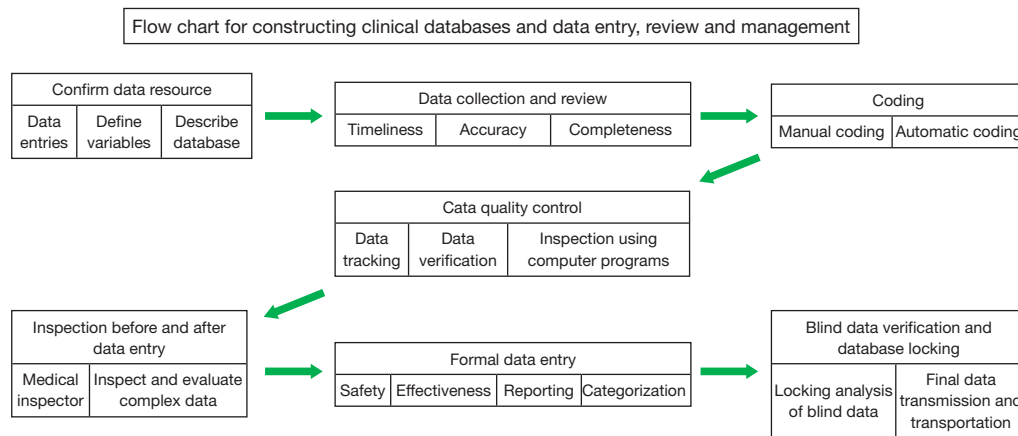 Flow chart for constructing clinical databases and data entry, review and management
Confirm data resource
Data
entries
Define
variables
Describe
database
Data collection and review
Timeliness
Accuracy
Completeness
Coding
Manual coding
Automatic coding
Cata quality control
Data
tracking
Data
verification
Inspection using
computer programs
Inspection before and after
data entry
Medical
inspector
Inspect and evaluate
complex data
Formal data entry
Safety
Effectiveness
Reporting
Categorization
Blind data verification and
database locking
Locking analysis
of blind data
Final data
transmission and
transportation